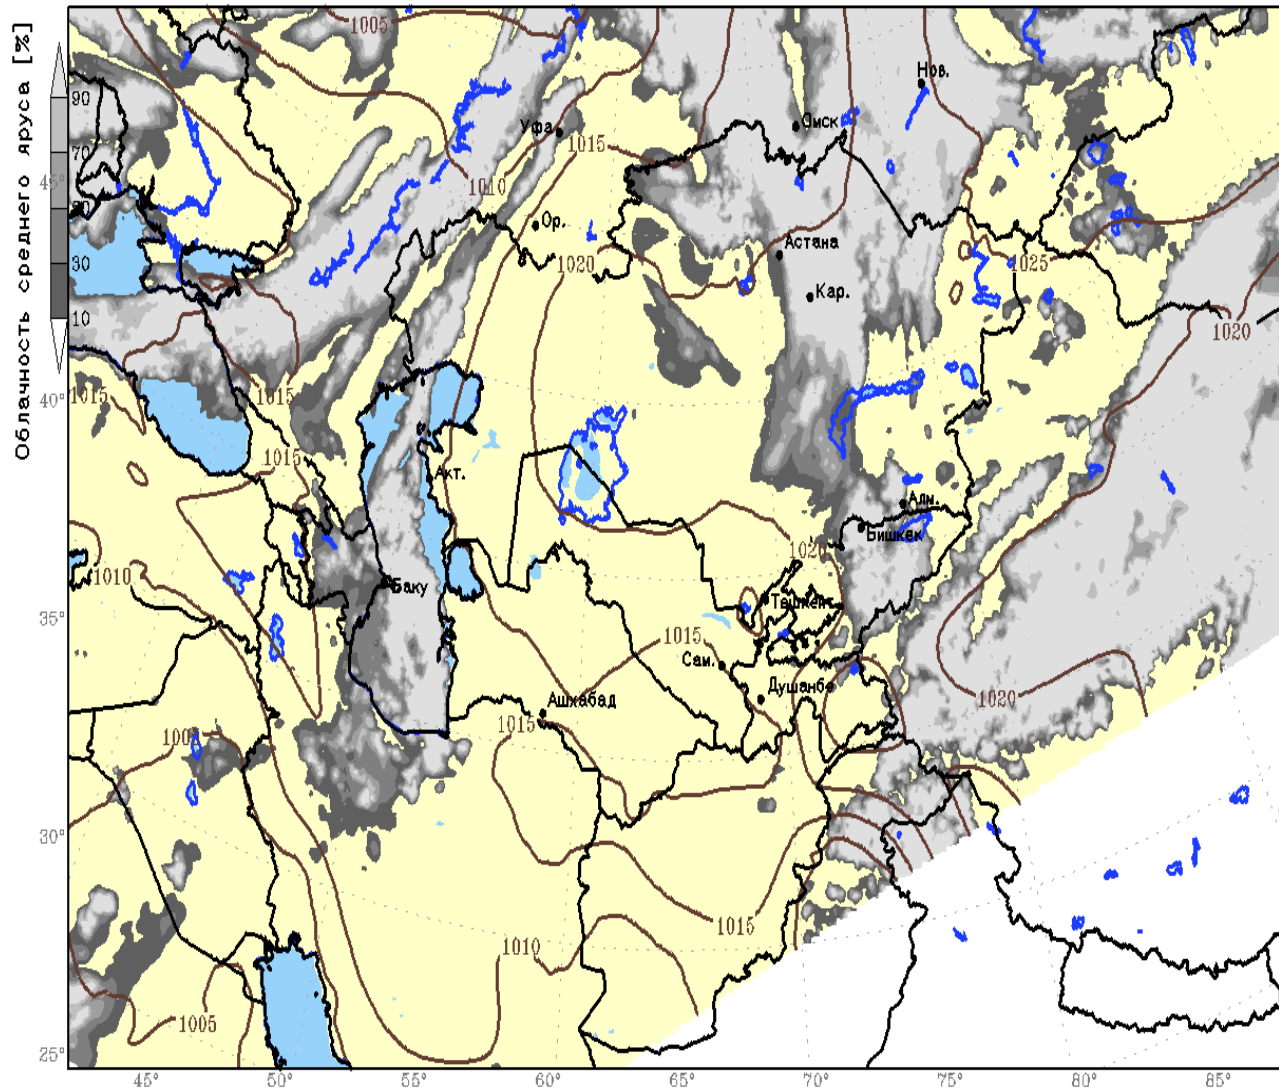 Облачность среднего яруса [%]
90
70
50
30
10
45°
40°
35°
30°
25°
45°
50°
55°
60°
65°
70°
75°
80°
85°
1005
Нов.
Омск
Уфа
1015
1010
Ор.
Астана
1020
1025
Кар.
1020
1015
1015
1015
Акт.
Алм.
Бишкек
1020
1010
Баку
Ташкент
1015
Сам.
Душанбе
1020
Ашхабад
1015
1005
1015
1010
1005